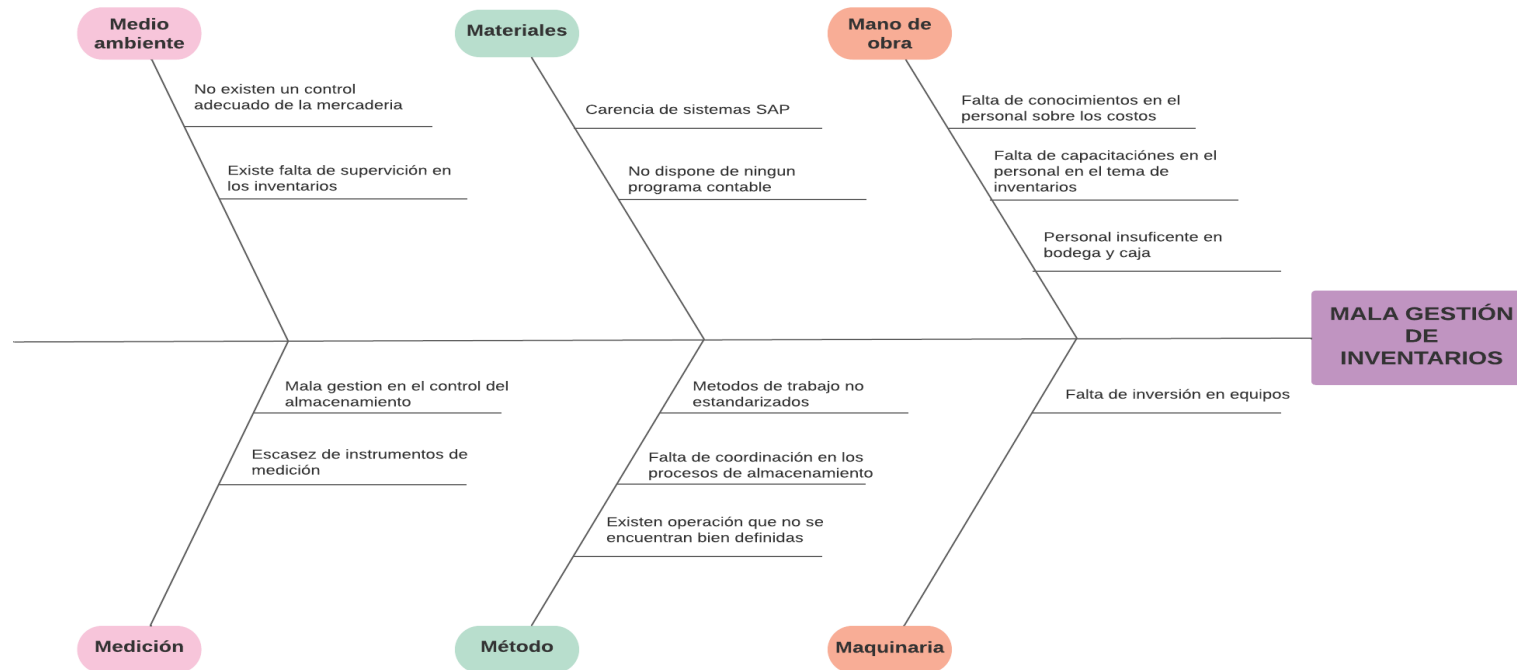 Medio
ambiente
Materiales
Mano de
obra
No existen un control
adecuado de la mercaderia
Existe falta de supervición en
los inventarios
Carencia de sistemas SAP
No dispone de ningun
programa contable
Falta de conocimientos en el
personal sobre los costos
Falta de capacitaciónes en el
personal en el tema de
inventarios
Personal insuficente en
bodega y caja
MALA GESTIÓN
DE
INVENTARIOS
Mala gestion en el control del
almacenamiento
Escasez de instrumentos de
medición
Metodos de trabajo no
estandarizados
Falta de coordinación en los
procesos de almacenamiento
Existen operación que no se
encuentran bien definidas
Falta de inversión en equipos
Medición
Método
Maquinaria